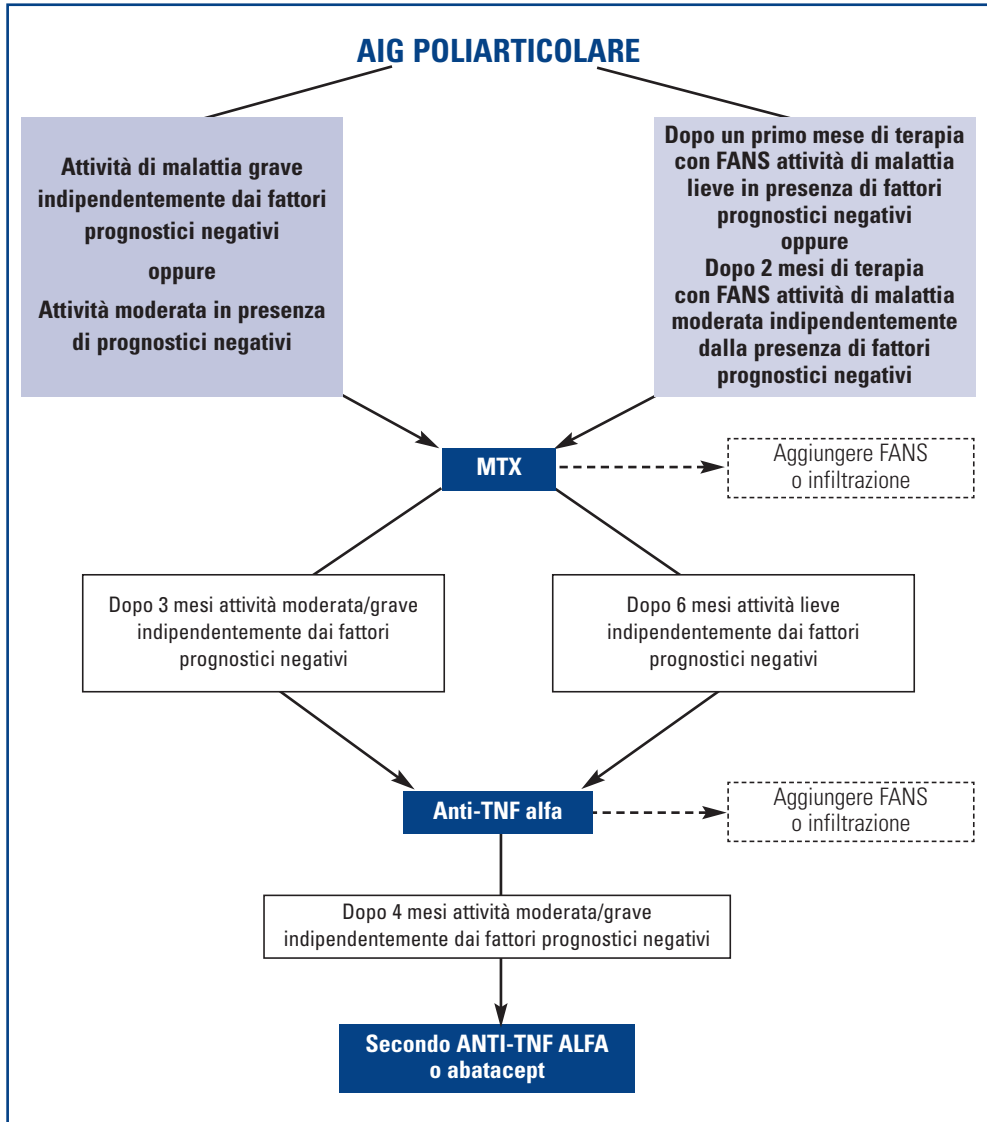 AIG POLIARTICOLARE
Attività di malattia grave
indipendentemente dai fattori
prognostici negativi
oppure
Attività moderata in presenza
di prognostici negativi
Dopo un primo mese di terapia
con FANS attività di malattia
lieve in presenza di fattori
prognostici negativi
oppure
Dopo 2 mesi di terapia
con FANS attività di malattia
moderata indipendentemente
dalla presenza di fattori
prognostici negativi
MTX
Aggiungere FANS
o infiltrazione
Dopo 3 mesi attività moderata/grave
indipendentemente dai fattori
prognostici negativi
Dopo 6 mesi attività lieve
indipendentemente dai fattori
prognostici negativi
Anti-TNF alfa
Aggiungere FANS
o infiltrazione
Dopo 4 mesi attività moderata/grave
indipendentemente dai fattori prognostici negativi
Secondo ANTI-TNF ALFA
o abatacept